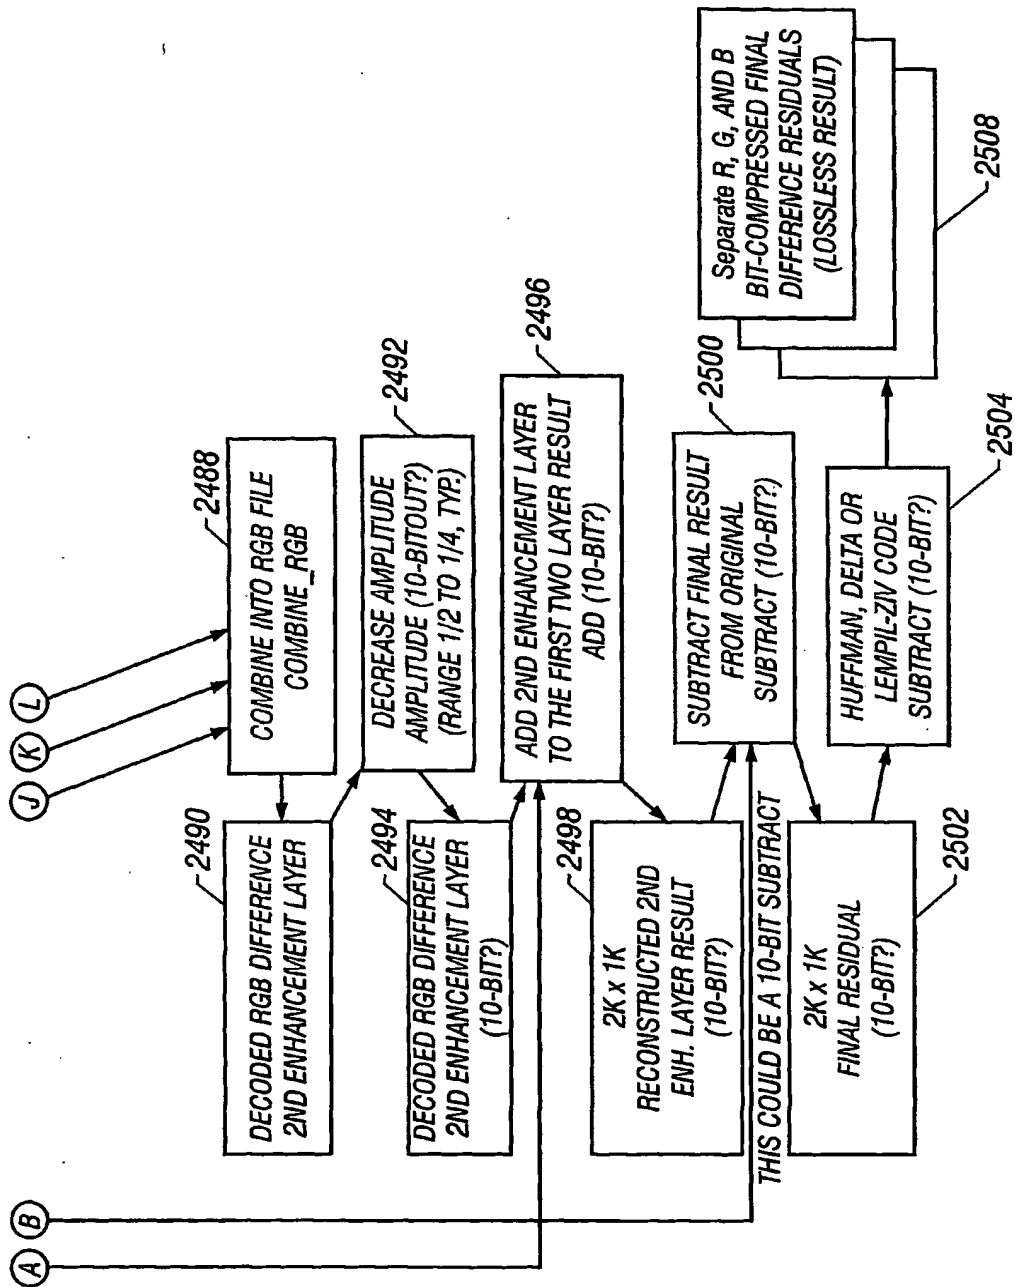 A
B
J
K
L
2488
COMBINE INTO RGB FILE
COMBINE_RGB
2490
DECODED RGB DIFFERENCE
2ND ENHANCEMENT LAYER
2492
DECREASE AMPLITUDE
AMPLITUDE (10-BITOUT?)
(RANGE 1/2 TO 1/4, TYP.)
2494
DECODED RGB DIFFERENCE
2ND ENHANCEMENT LAYER
(10-BIT?)
2496
ADD 2ND ENHANCEMENT LAYER
TO THE FIRST TWO LAYER RESULT
ADD (10-BIT?)
2498
2K x 1K
RECONSTRUCTED 2ND
ENH. LAYER RESULT
(10-BIT?)
2500
SUBTRACT FINAL RESULT
FROM ORIGINAL
SUBTRACT (10-BIT?)
THIS COULD BE A 10-BIT SUBTRACT
2K x 1K
FINAL RESIDUAL
(10-BIT?)
2502
HUFFMAN, DELTA OR
LEMPIL-ZIV CODE
SUBTRACT (10-BIT?)
2504
Separate R, G, AND B
BIT-COMPRESSED FINAL
DIFFERENCE RESIDUALS
(LOSSLESS RESULT)
2508